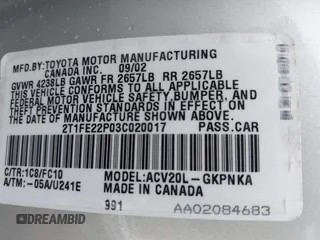 MFD.BY:TOYOTA MOTOR MANUFACTURING
CANADA INC. 09/02
GVWR 4238LB GAWR FR 2657LB RR 2657LB
THIS VEHICLE CONFORMS TO ALL APPLICABLE
FEDERAL MOTOR VEHICLE SAFETY,BUMPER, AND
THEFT PREVENTION STANDARDS IN EFFECT ON
THE DATE OF MANUFACTURE SHOWN ABOVE.
2T1FE22P03C020017 PASS.CAR
C/TR:1C8/FC10 MODEL:ACV20L-GKPNKA
A/TM:-05A/U241E MADE IN CANADA
991 AA02084683